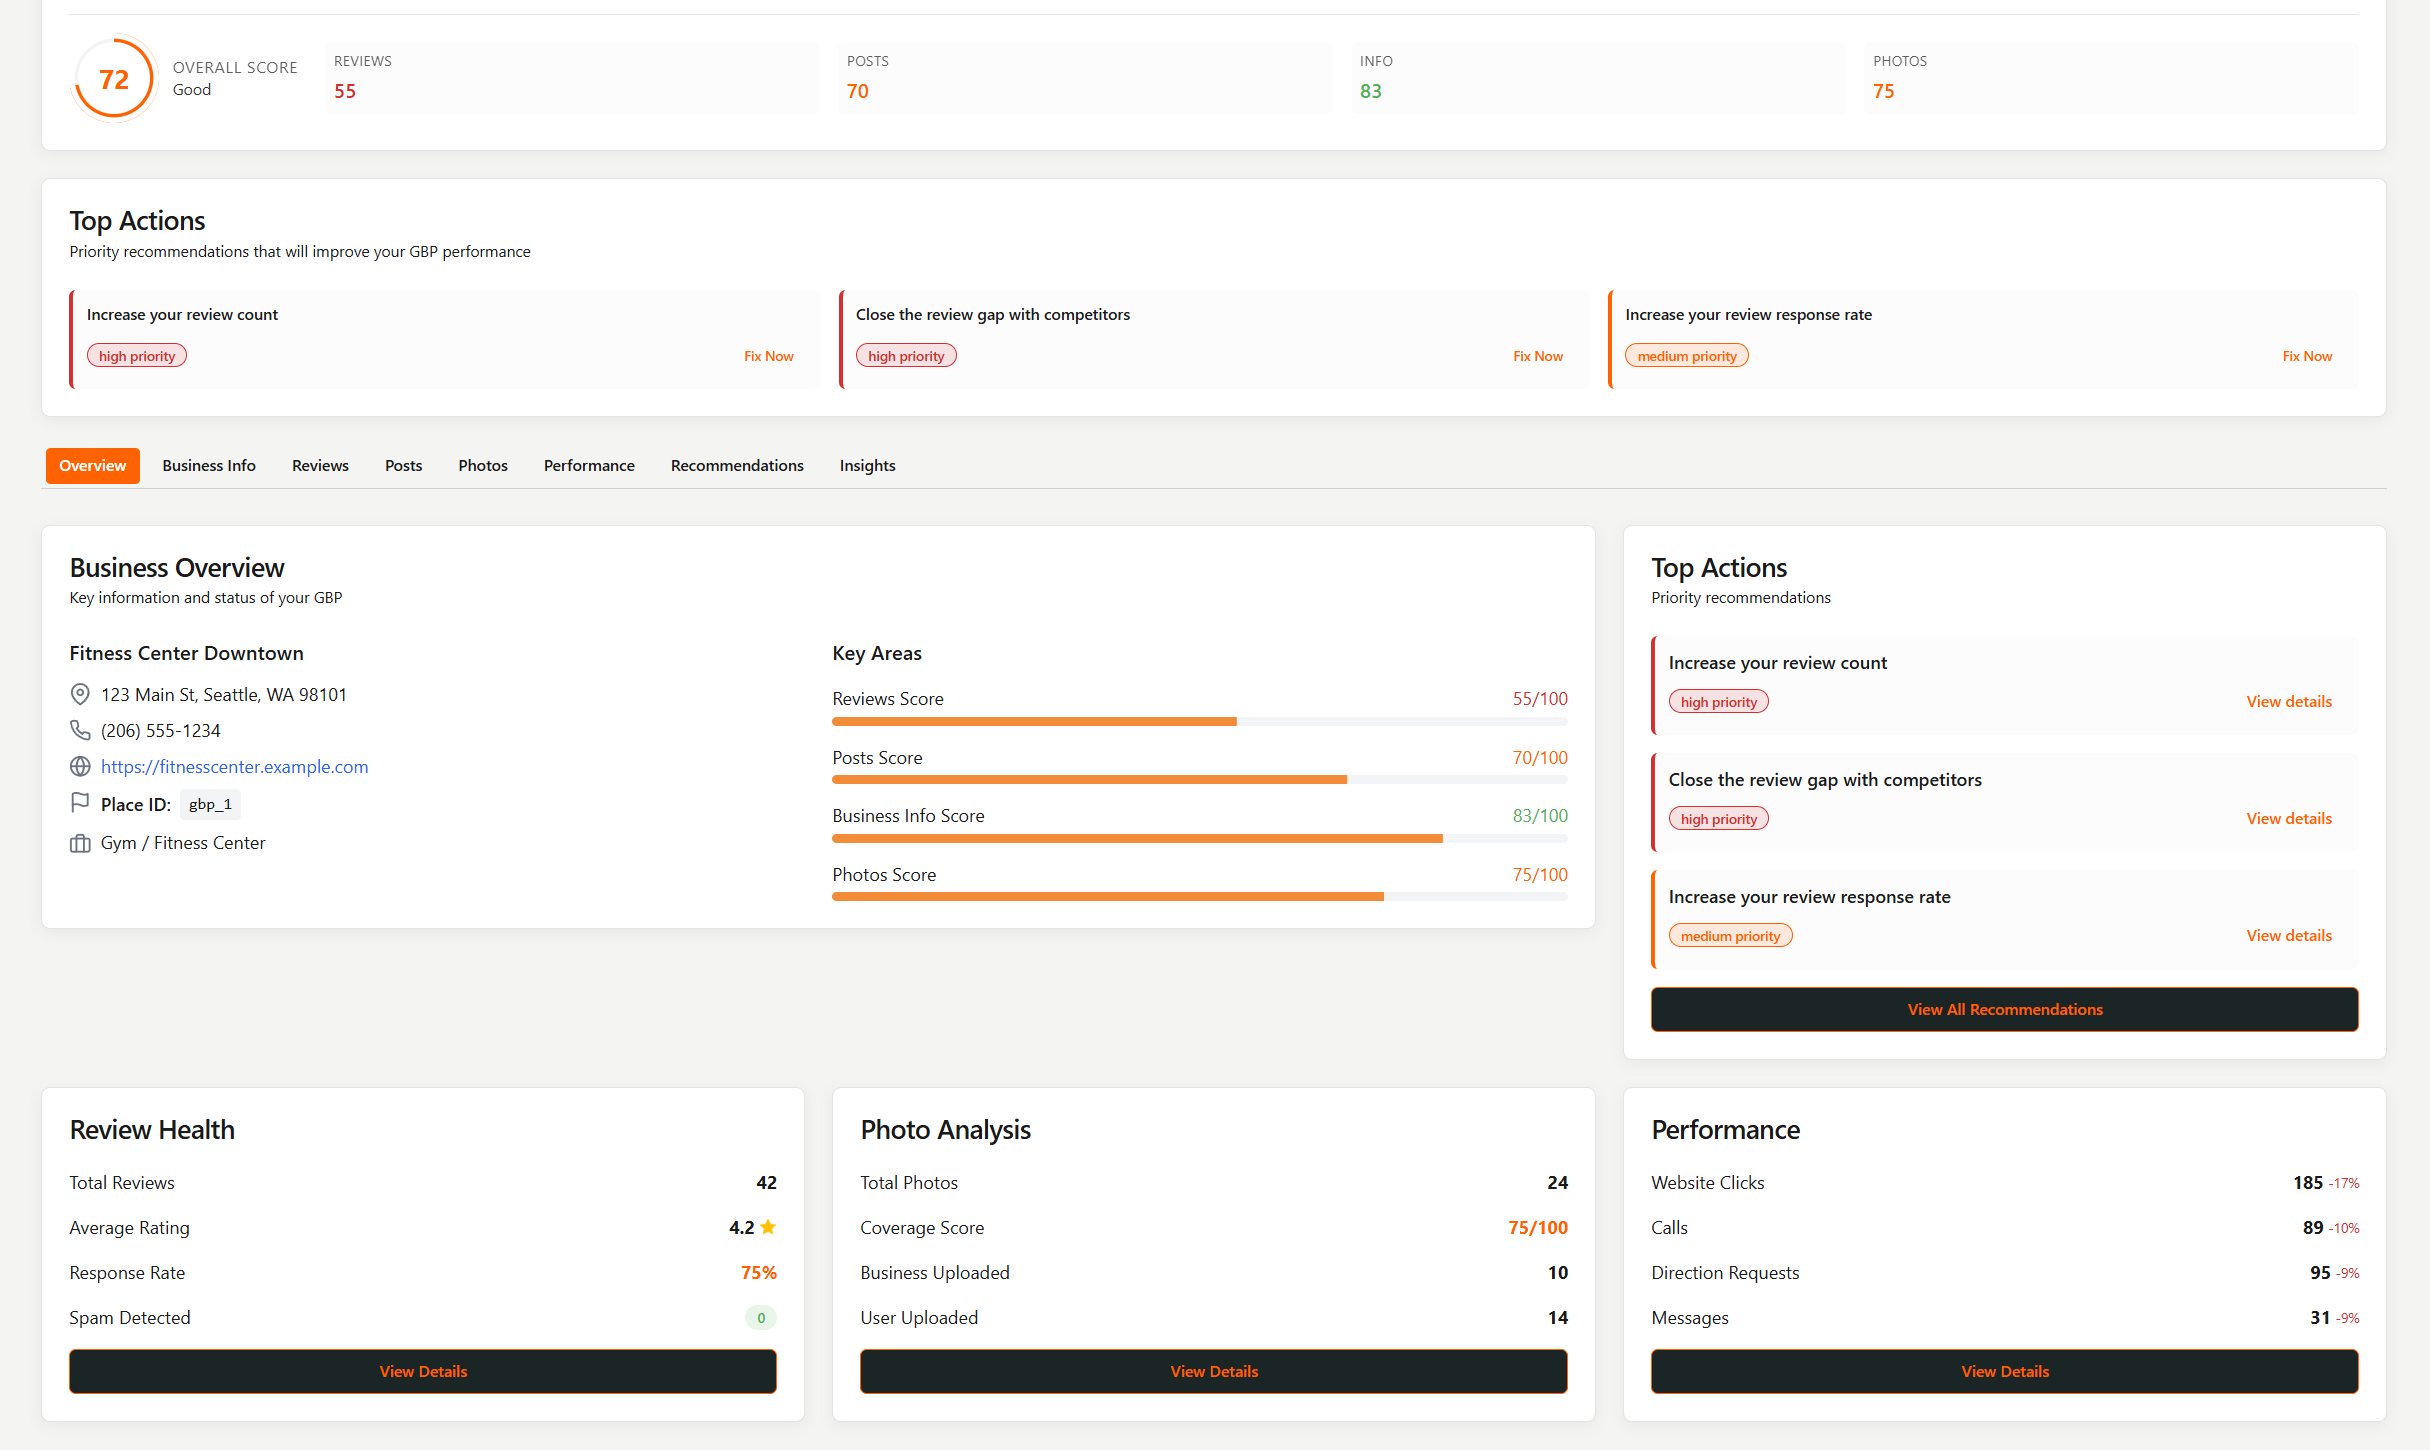 72
OVERALL SCORE
Good
REVIEWS
55
POSTS
70
INFO
83
PHOTOS
75
Top Actions
Priority recommendations that will improve your GBP performance
Increase your review count
high priority
Fix Now
Close the review gap with competitors
high priority
Fix Now
Increase your review response rate
medium priority
Fix Now
Overview
Business Info
Reviews
Posts
Photos
Performance
Recommendations
Insights
Business Overview
Key information and status of your GBP
Fitness Center Downtown
123 Main St, Seattle, WA 98101
(206) 555-1234
https://fitnesscenter.example.com
Place ID: gbp_1
Gym / Fitness Center
Key Areas
Reviews Score 55/100
Posts Score 70/100
Business Info Score 83/100
Photos Score 75/100
Top Actions
Priority recommendations
Increase your review count
high priority
View details
Close the review gap with competitors
high priority
View details
Increase your review response rate
medium priority
View details
View All Recommendations
Review Health
Total Reviews 42
Average Rating 4.2
Response Rate 75%
Spam Detected 0
View Details
Photo Analysis
Total Photos 24
Coverage Score 75/100
Business Uploaded 10
User Uploaded 14
View Details
Performance
Website Clicks 185 -17%
Calls 89 -10%
Direction Requests 95 -9%
Messages 31 -9%
View Details